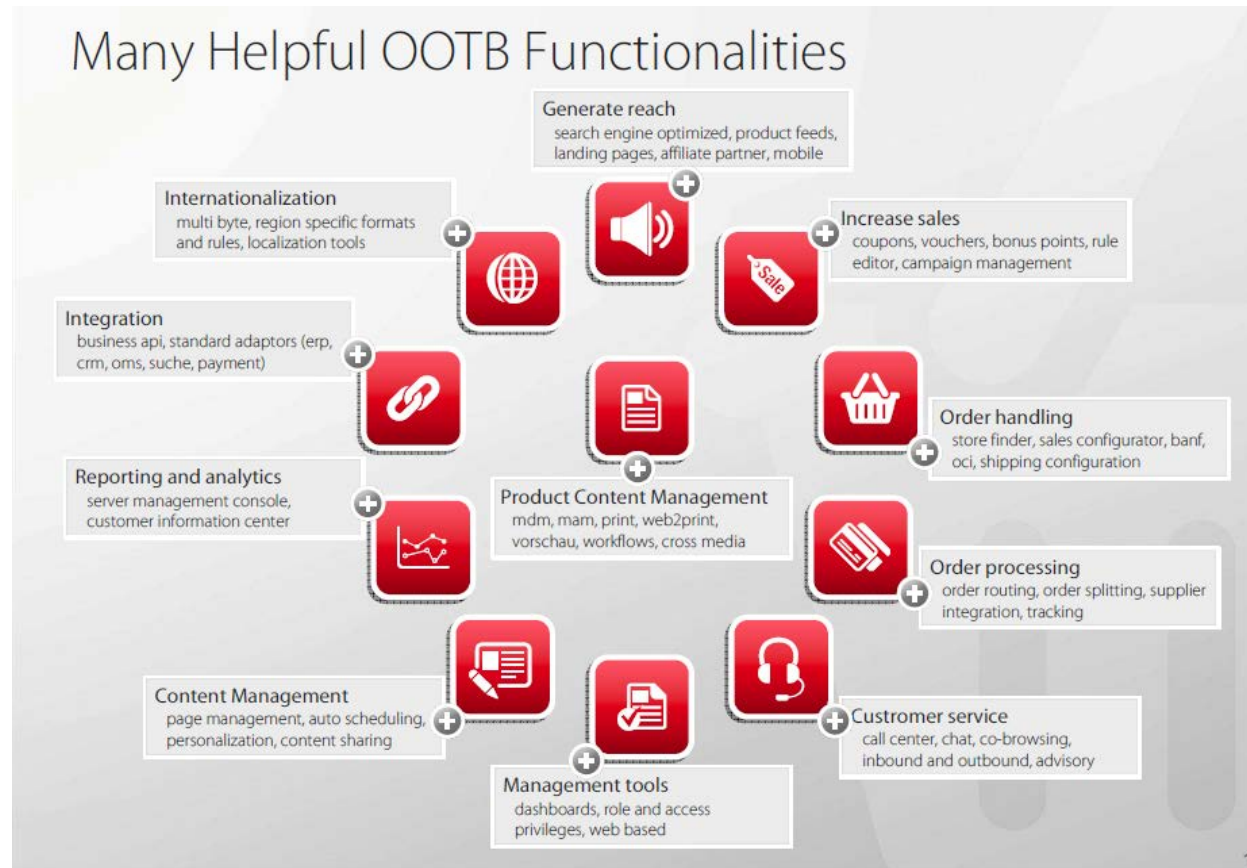 Many Helpful OOTB Functionalities
Generate reach
search engine optimized, product feeds,
landing pages, affiliate partner, mobile
Internationalization
multi byte, region specific formats
and rules, localization tools
Increase sales
coupons, vouchers, bonus points, rule
editor, campaign management
Sale
Integration
business api, standard adaptors (erp,
crm, oms, suche, payment)
Order handling
store finder, sales configurator, banf,
oci, shipping configuration
Reporting and analytics
server management console,
customer information center
Product Content Management
mdm, mam, print, web2print,
vorschau, workflows, cross media
Order processing
order routing, order splitting, supplier
integration, tracking
Content Management
page management, auto scheduling,
personalization, content sharing
Custromer service
call center, chat, co-browsing,
inbound and outbound, advisory
Management tools
dashboards, role and access
privileges, web based